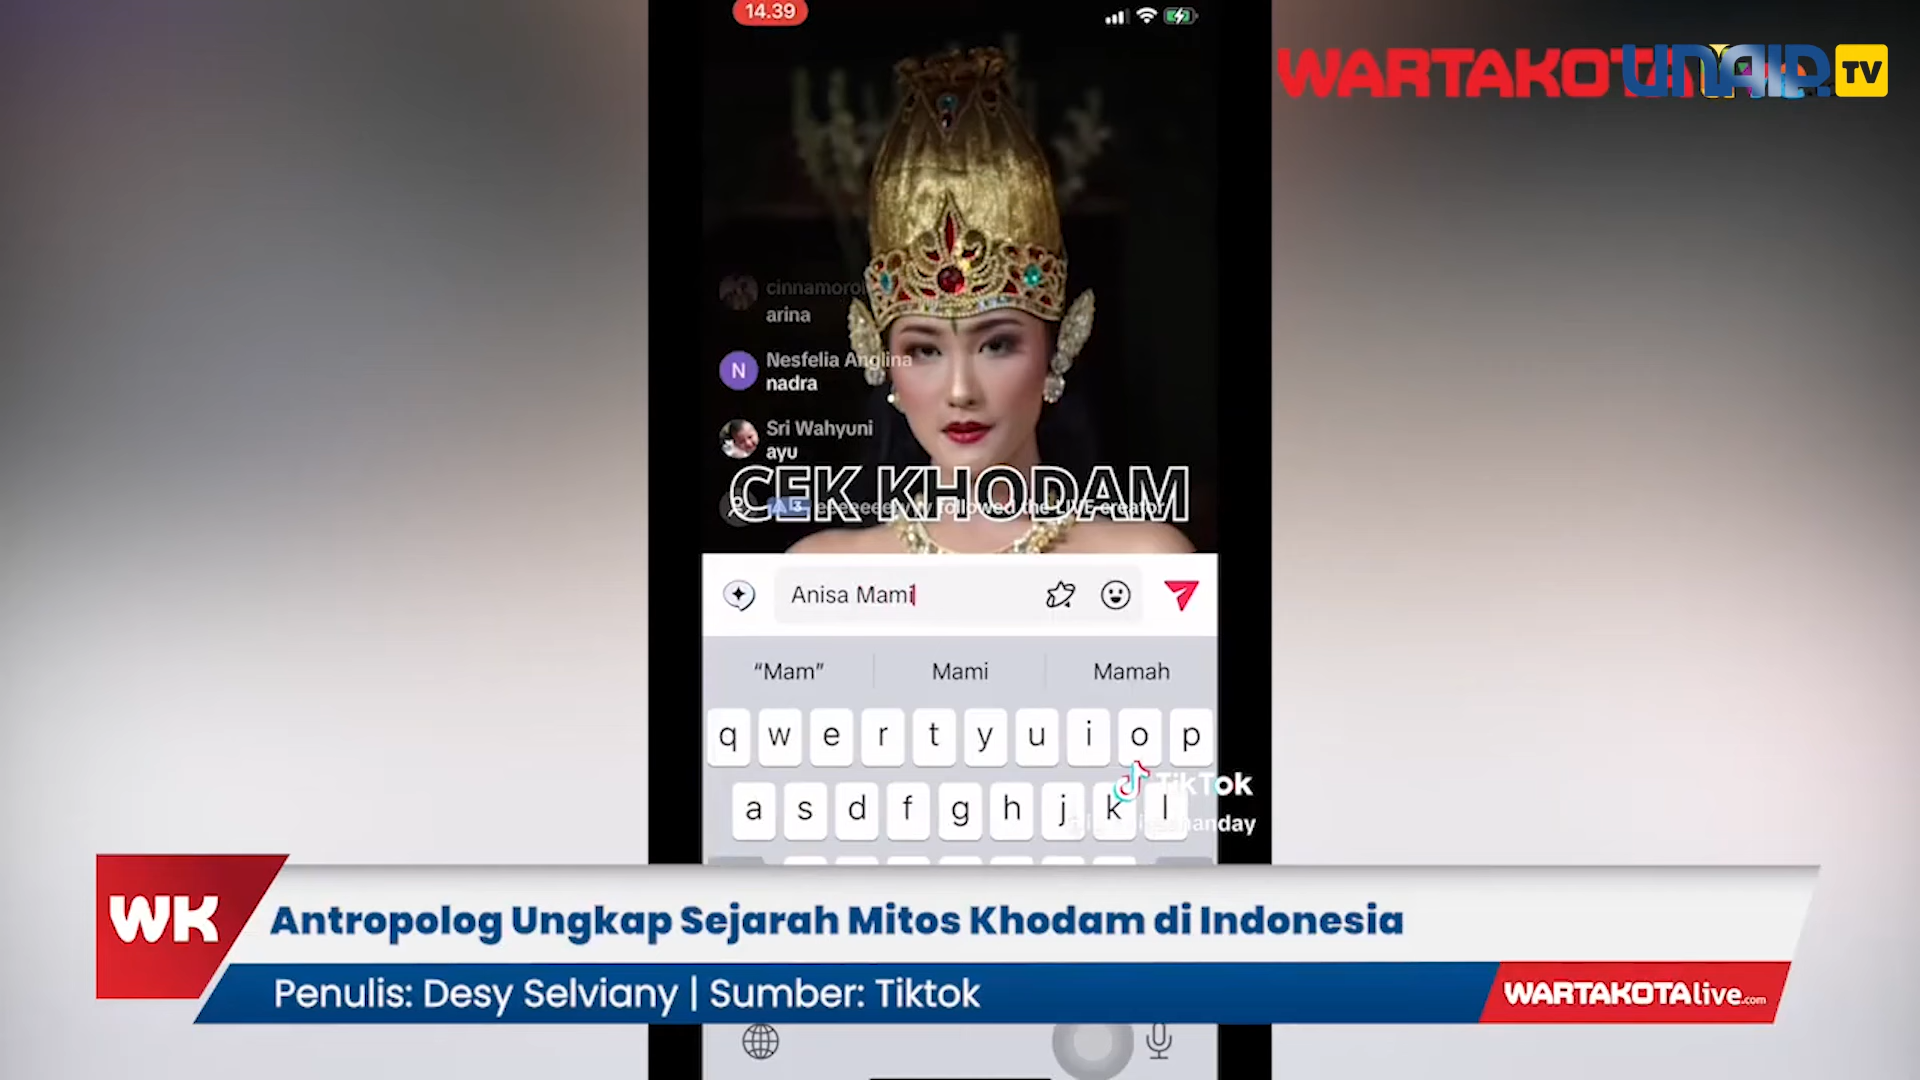 14.39
WARTAKOTA
UNAIR TV
arina
N
Nesfelia Anglina
nadra
Sri Wahyuni
ayu
CEK KHODAM
followed the LIVE creator
Anisa Mami
“Mam”
Mami
Mamah
q w e r t y u i o p
a s d f g h j k l
TikTok
WK
Antropolog Ungkap Sejarah Mitos Khodam di Indonesia
Penulis: Desy Selviany | Sumber: Tiktok
WARTAKOTAlive.com